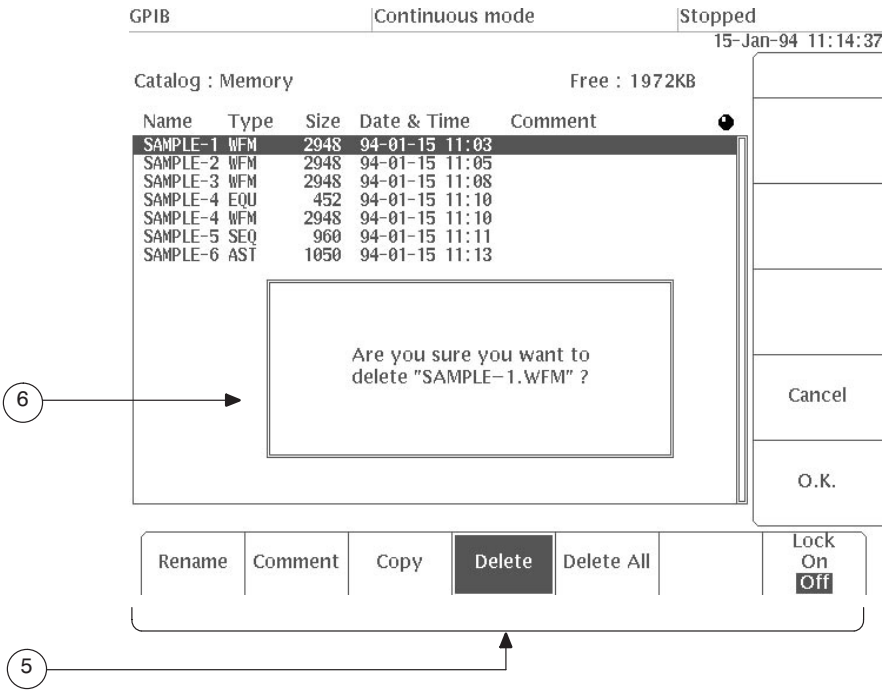 GPIB Continuous mode Stopped
15-Jan-94 11:14:37
Catalog : Memory Free : 1972KB
Name Type Size Date & Time Comment
SAMPLE-1 WFM 2948 94-01-15 11:03
SAMPLE-2 WFM 2948 94-01-15 11:05
SAMPLE-3 WFM 2948 94-01-15 11:08
SAMPLE-4 EQU 452 94-01-15 11:10
SAMPLE-4 WFM 2948 94-01-15 11:10
SAMPLE-5 SEQ 960 94-01-15 11:11
SAMPLE-6 AST 1050 94-01-15 11:13
Are you sure you want to
delete "SAMPLE-1.WFM" ?
6
Cancel
O.K.
Rename Comment Copy Delete Delete All
Lock
On
Off
5